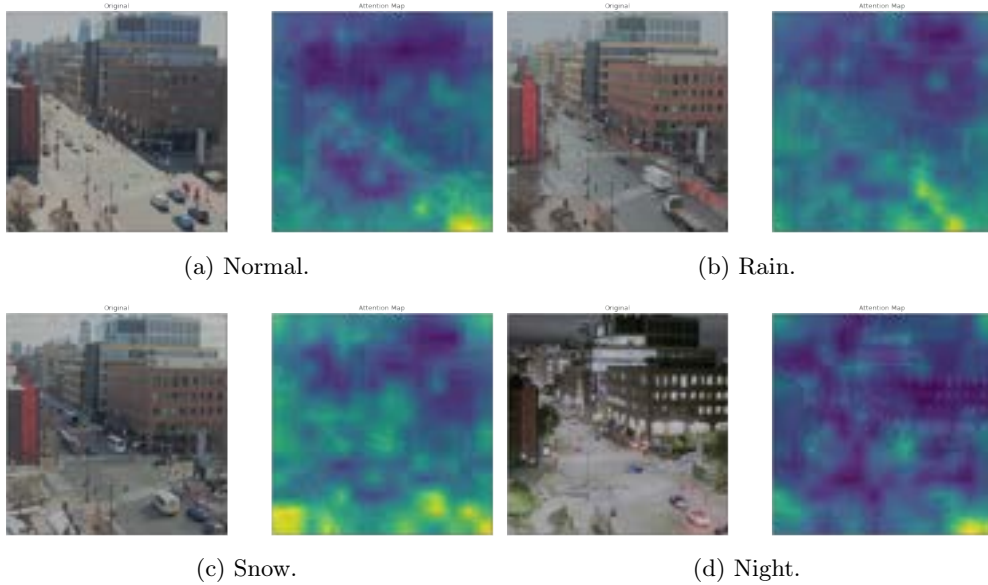 Original
Attention Map
Original
Attention Map
(a) Normal.
(b) Rain.
Original
Attention Map
Original
Attention Map
(c) Snow.
(d) Night.